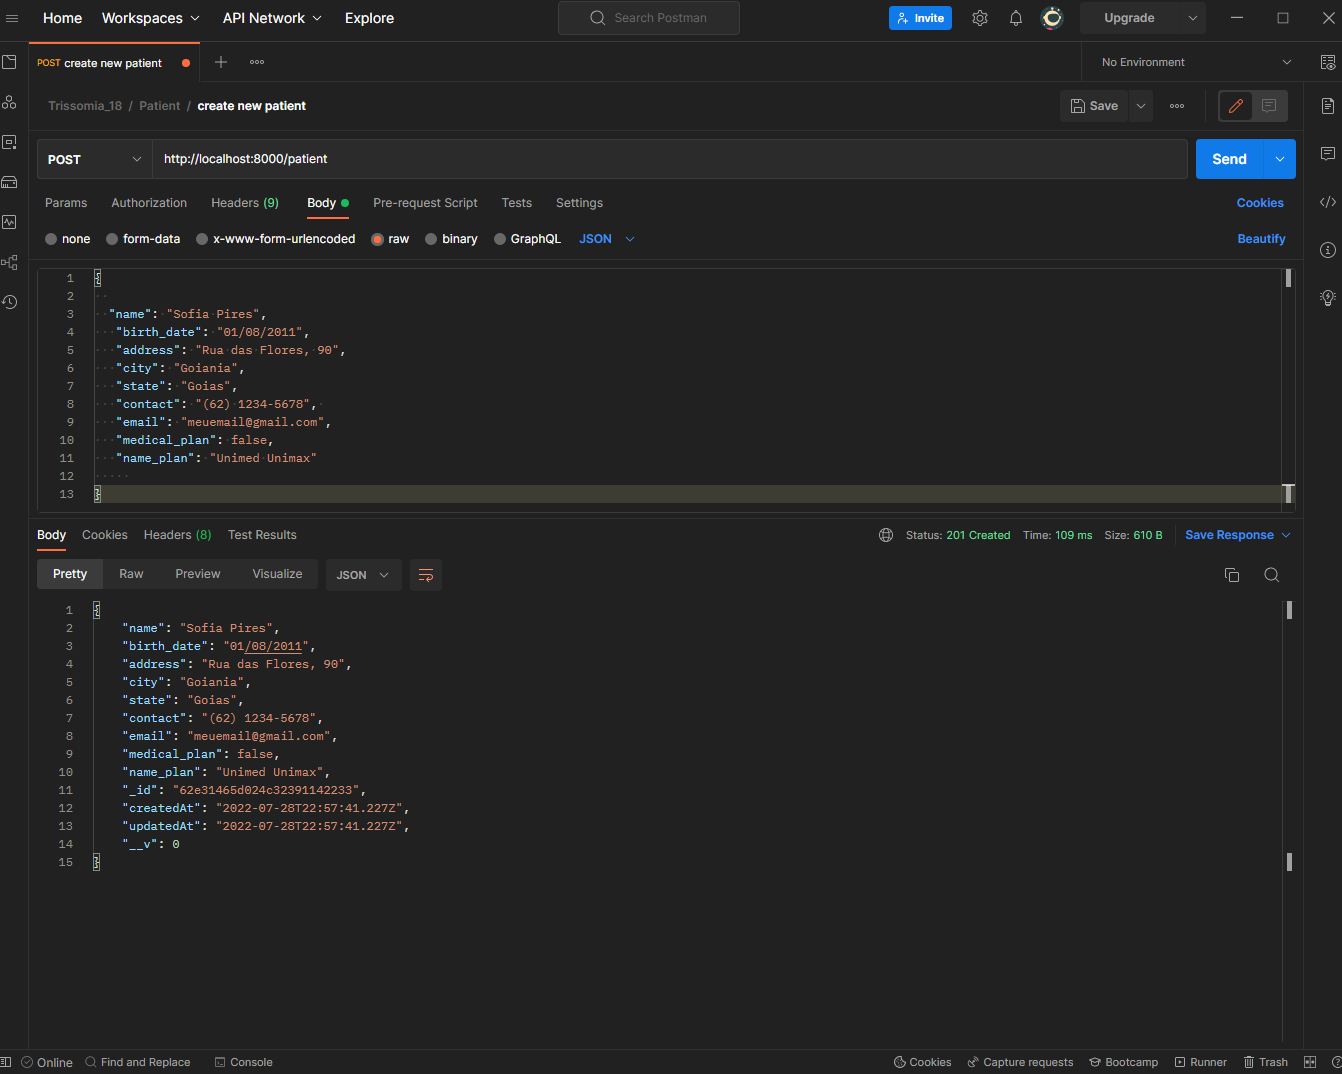 Home Workspaces API Network Explore Search Postman Invite Upgrade
POST create new patient No Environment
Trissomia_18 / Patient / create new patient Save
POST http://localhost:8000/patient Send
Params Authorization Headers (9) Body Pre-request Script Tests Settings Cookies
none form-data x-www-form-urlencoded raw binary GraphQL JSON Beautify
1 {
2
3 "name": "Sofia Pires",
4 "birth_date": "01/08/2011",
5 "address": "Rua das Flores, 90",
6 "city": "Goiania",
7 "state": "Goias",
8 "contact": "(62) 1234-5678",
9 "email": "meuemail@gmail.com",
10 "medical_plan": false,
11 "name_plan": "Unimed Unimax"
12
13 }
Body Cookies Headers (8) Test Results Status: 201 Created Time: 109 ms Size: 610 B Save Response
Pretty Raw Preview Visualize JSON
1 {
2 "name": "Sofia Pires",
3 "birth_date": "01/08/2011",
4 "address": "Rua das Flores, 90",
5 "city": "Goiania",
6 "state": "Goias",
7 "contact": "(62) 1234-5678",
8 "email": "meuemail@gmail.com",
9 "medical_plan": false,
10 "name_plan": "Unimed Unimax",
11 "_id": "62e31465d024c32391142233",
12 "createdAt": "2022-07-28T22:57:41.227Z",
13 "updatedAt": "2022-07-28T22:57:41.227Z",
14 "__v": 0
15 }
Online Find and Replace Console Cookies Capture requests Bootcamp Runner Trash